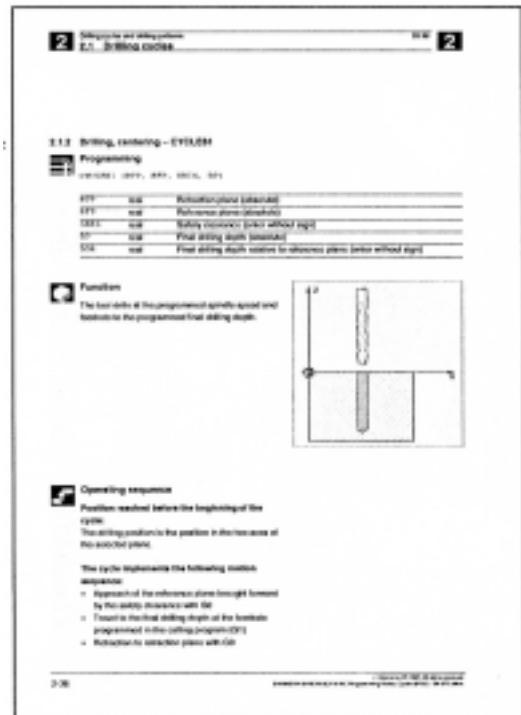 2
Drilling cycles and drilling patterns
2.1 Drilling cycles
2
2.1.2 Drilling, centering – CYCLE81
Programming
RTP real Retraction plane (absolute)
RFP real Reference plane (absolute)
SDIS real Safety clearance (enter without sign)
DP real Final drilling depth (absolute)
DPR real Final drilling depth relative to reference plane (enter without sign)
Function
The tool drills at the programmed spindle speed and
feedrate to the programmed final drilling depth.
Z
Operating sequence
Position reached before the beginning of the
cycle:
The drilling position is the position in the two axes of
the selected plane.
The cycle implements the following motion
sequence:
• Approach of the reference plane brought forward
by the safety clearance with G0
• Travel to the final drilling depth at the feedrate
programmed in the calling program (G1)
• Retraction to retraction plane with G0